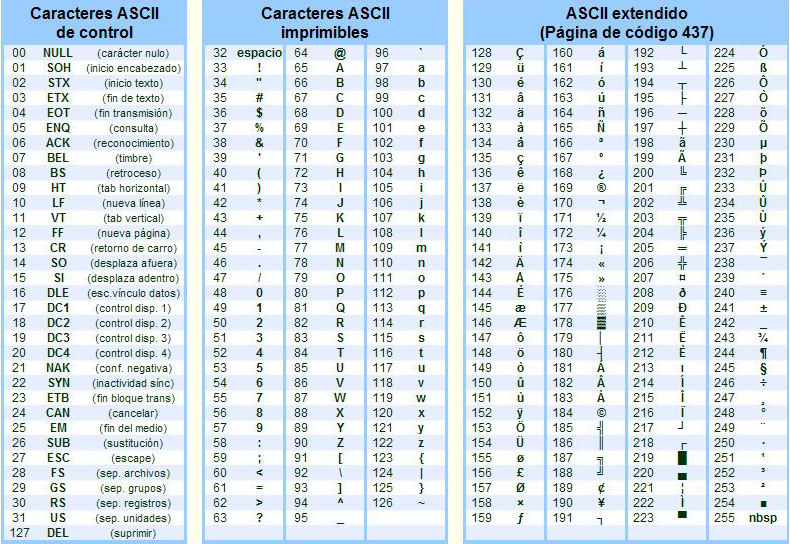 Caracteres ASCII
de control
00 NULL (carácter nulo)
01 SOH (inicio encabezado)
02 STX (inicio texto)
03 ETX (fin de texto)
04 EOT (fin transmisión)
05 ENQ (consulta)
06 ACK (reconocimiento)
07 BEL (timbre)
08 BS (retroceso)
09 HT (tab horizontal)
10 LF (nueva línea)
11 VT (tab vertical)
12 FF (nueva página)
13 CR (retorno de carro)
14 SO (desplaza afuera)
15 SI (desplaza adentro)
16 DLE (esc.vínculo datos)
17 DC1 (control disp. 1)
18 DC2 (control disp. 2)
19 DC3 (control disp. 3)
20 DC4 (control disp. 4)
21 NAK (conf. negativa)
22 SYN (inactividad sínc)
23 ETB (fin bloque trans)
24 CAN (cancelar)
25 EM (fin del medio)
26 SUB (sustitución)
27 ESC (escape)
28 FS (sep. archivos)
29 GS (sep. grupos)
30 RS (sep. registros)
31 US (sep. unidades)
127 DEL (suprimir)
Caracteres ASCII
imprimibles
32 espacio 64 @ 96 `
33 ! 65 A 97 a
34 " 66 B 98 b
35 # 67 C 99 c
36 $ 68 D 100 d
37 % 69 E 101 e
38 & 70 F 102 f
39 ' 71 G 103 g
40 ( 72 H 104 h
41 ) 73 I 105 i
42 * 74 J 106 j
43 + 75 K 107 k
44 , 76 L 108 l
45 - 77 M 109 m
46 . 78 N 110 n
47 / 79 O 111 o
48 0 80 P 112 p
49 1 81 Q 113 q
50 2 82 R 114 r
51 3 83 S 115 s
52 4 84 T 116 t
53 5 85 U 117 u
54 6 86 V 118 v
55 7 87 W 119 w
56 8 88 X 120 x
57 9 89 Y 121 y
58 : 90 Z 122 z
59 ; 91 [ 123 {
60 < 92 \ 124 |
61 = 93 ] 125 }
62 > 94 ^ 126 ~
63 ? 95 _
ASCII extendido
(Página de código 437)
128 Ç 160 á 192 └ 224 Ó
129 ü 161 í 193 ┴ 225 ß
130 é 162 ó 194 ┬ 226 Ô
131 â 163 ú 195 ├ 227 Ò
132 ä 164 ñ 196 ─ 228 õ
133 à 165 Ñ 197 ┼ 229 Õ
134 å 166 ª 198 ã 230 µ
135 ç 167 º 199 Ã 231 þ
136 ê 168 ¿ 200 ╚ 232 Þ
137 ë 169 ® 201 ╔ 233 Ú
138 è 170 ¬ 202 ╩ 234 Û
139 ï 171 ½ 203 ╦ 235 Ù
140 î 172 ¼ 204 ╠ 236 ý
141 ì 173 ¡ 205 ═ 237 Ý
142 Ä 174 « 206 ╬ 238 ¯
143 Å 175 » 207 ¤ 239 ´
144 É 176 ░ 208 ð 240 ≡
145 æ 177 ▒ 209 Ð 241 ±
146 Æ 178 ▓ 210 Ê 242 _
147 ô 179 │ 211 Ë 243 ¾
148 ö 180 ┤ 212 È 244 ¶
149 ò 181 Á 213 ı 245 §
150 û 182 Â 214 Í 246 ÷
151 ù 183 À 215 Î 247 ¸
152 ÿ 184 © 216 Ï 248 °
153 Ö 185 ╣ 217 ┘ 249 ¨
154 Ü 186 ║ 218 ┌ 250 ·
155 ø 187 ╗ 219 █ 251 ¹
156 £ 188 ╝ 220 ▄ 252 ³
157 Ø 189 ¢ 221 ¦ 253 ²
158 × 190 ¥ 222 Ì 254 ■
159 ƒ 191 ┐ 223 ▀ 255 nbsp